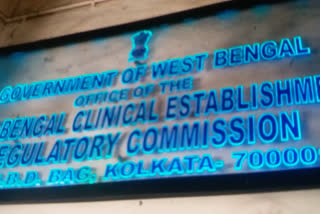 GOVERNMENT OF WEST BENGAL
OFFICE OF THE
BENGAL CLINICAL ESTABLISHME
EGULATORY COMMISSION
B.B.D. BAG, KOLKATA- 70000